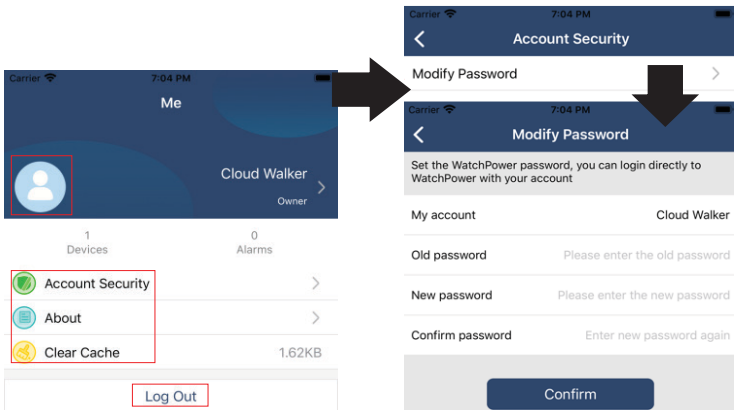 Carrier 7:04 PM
Me
Cloud Walker
Owner
1 0
Devices Alarms
Account Security
About
Clear Cache 1.62KB
Log Out
Carrier 7:04 PM
Account Security
Modify Password
Carrier 7:04 PM
Modify Password
Set the WatchPower password, you can login directly to
WatchPower with your account
My account Cloud Walker
Old password Please enter the old password
New password Please enter the new password
Confirm password Enter new password again
Confirm